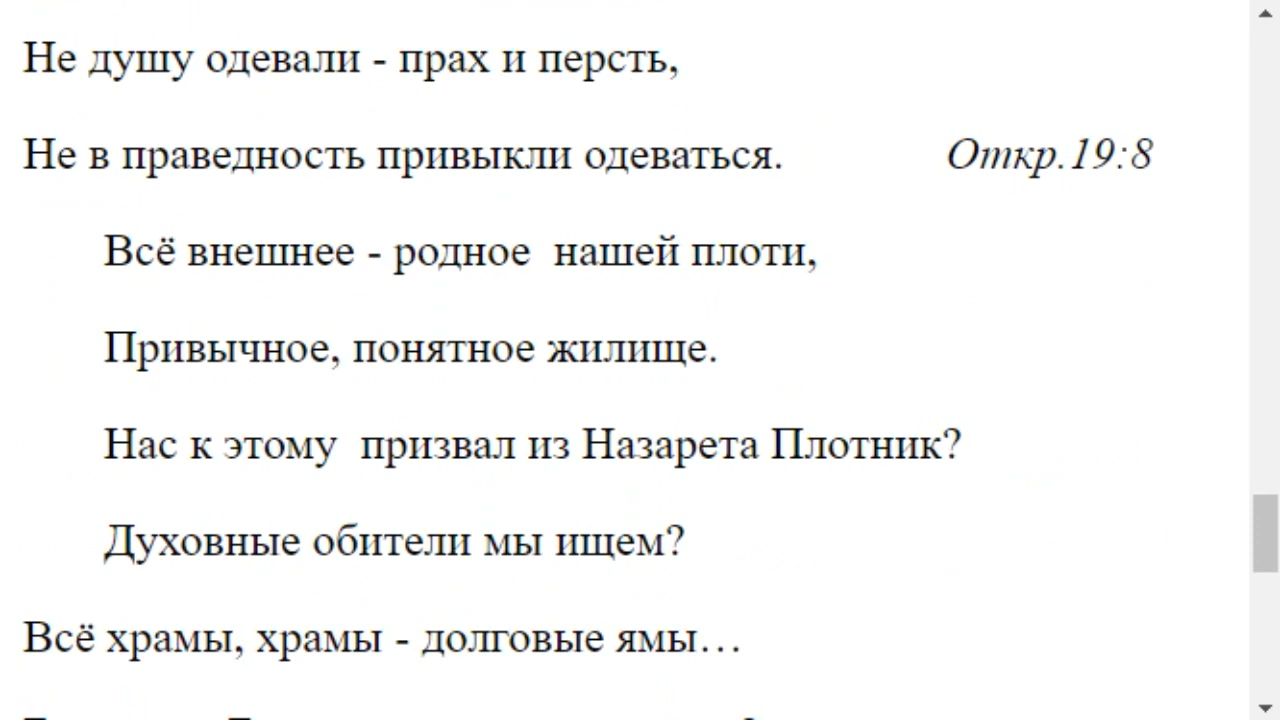 Не душу одевали - прах и персть,
Не в праведность привыкли одеваться. Откр.19:8
Всё внешнее - родное  нашей плоти,
Привычное, понятное жилище.
Нас к этому  призвал из Назарета Плотник?
Духовные обители мы ищем?
Всё храмы, храмы - долговые ямы…